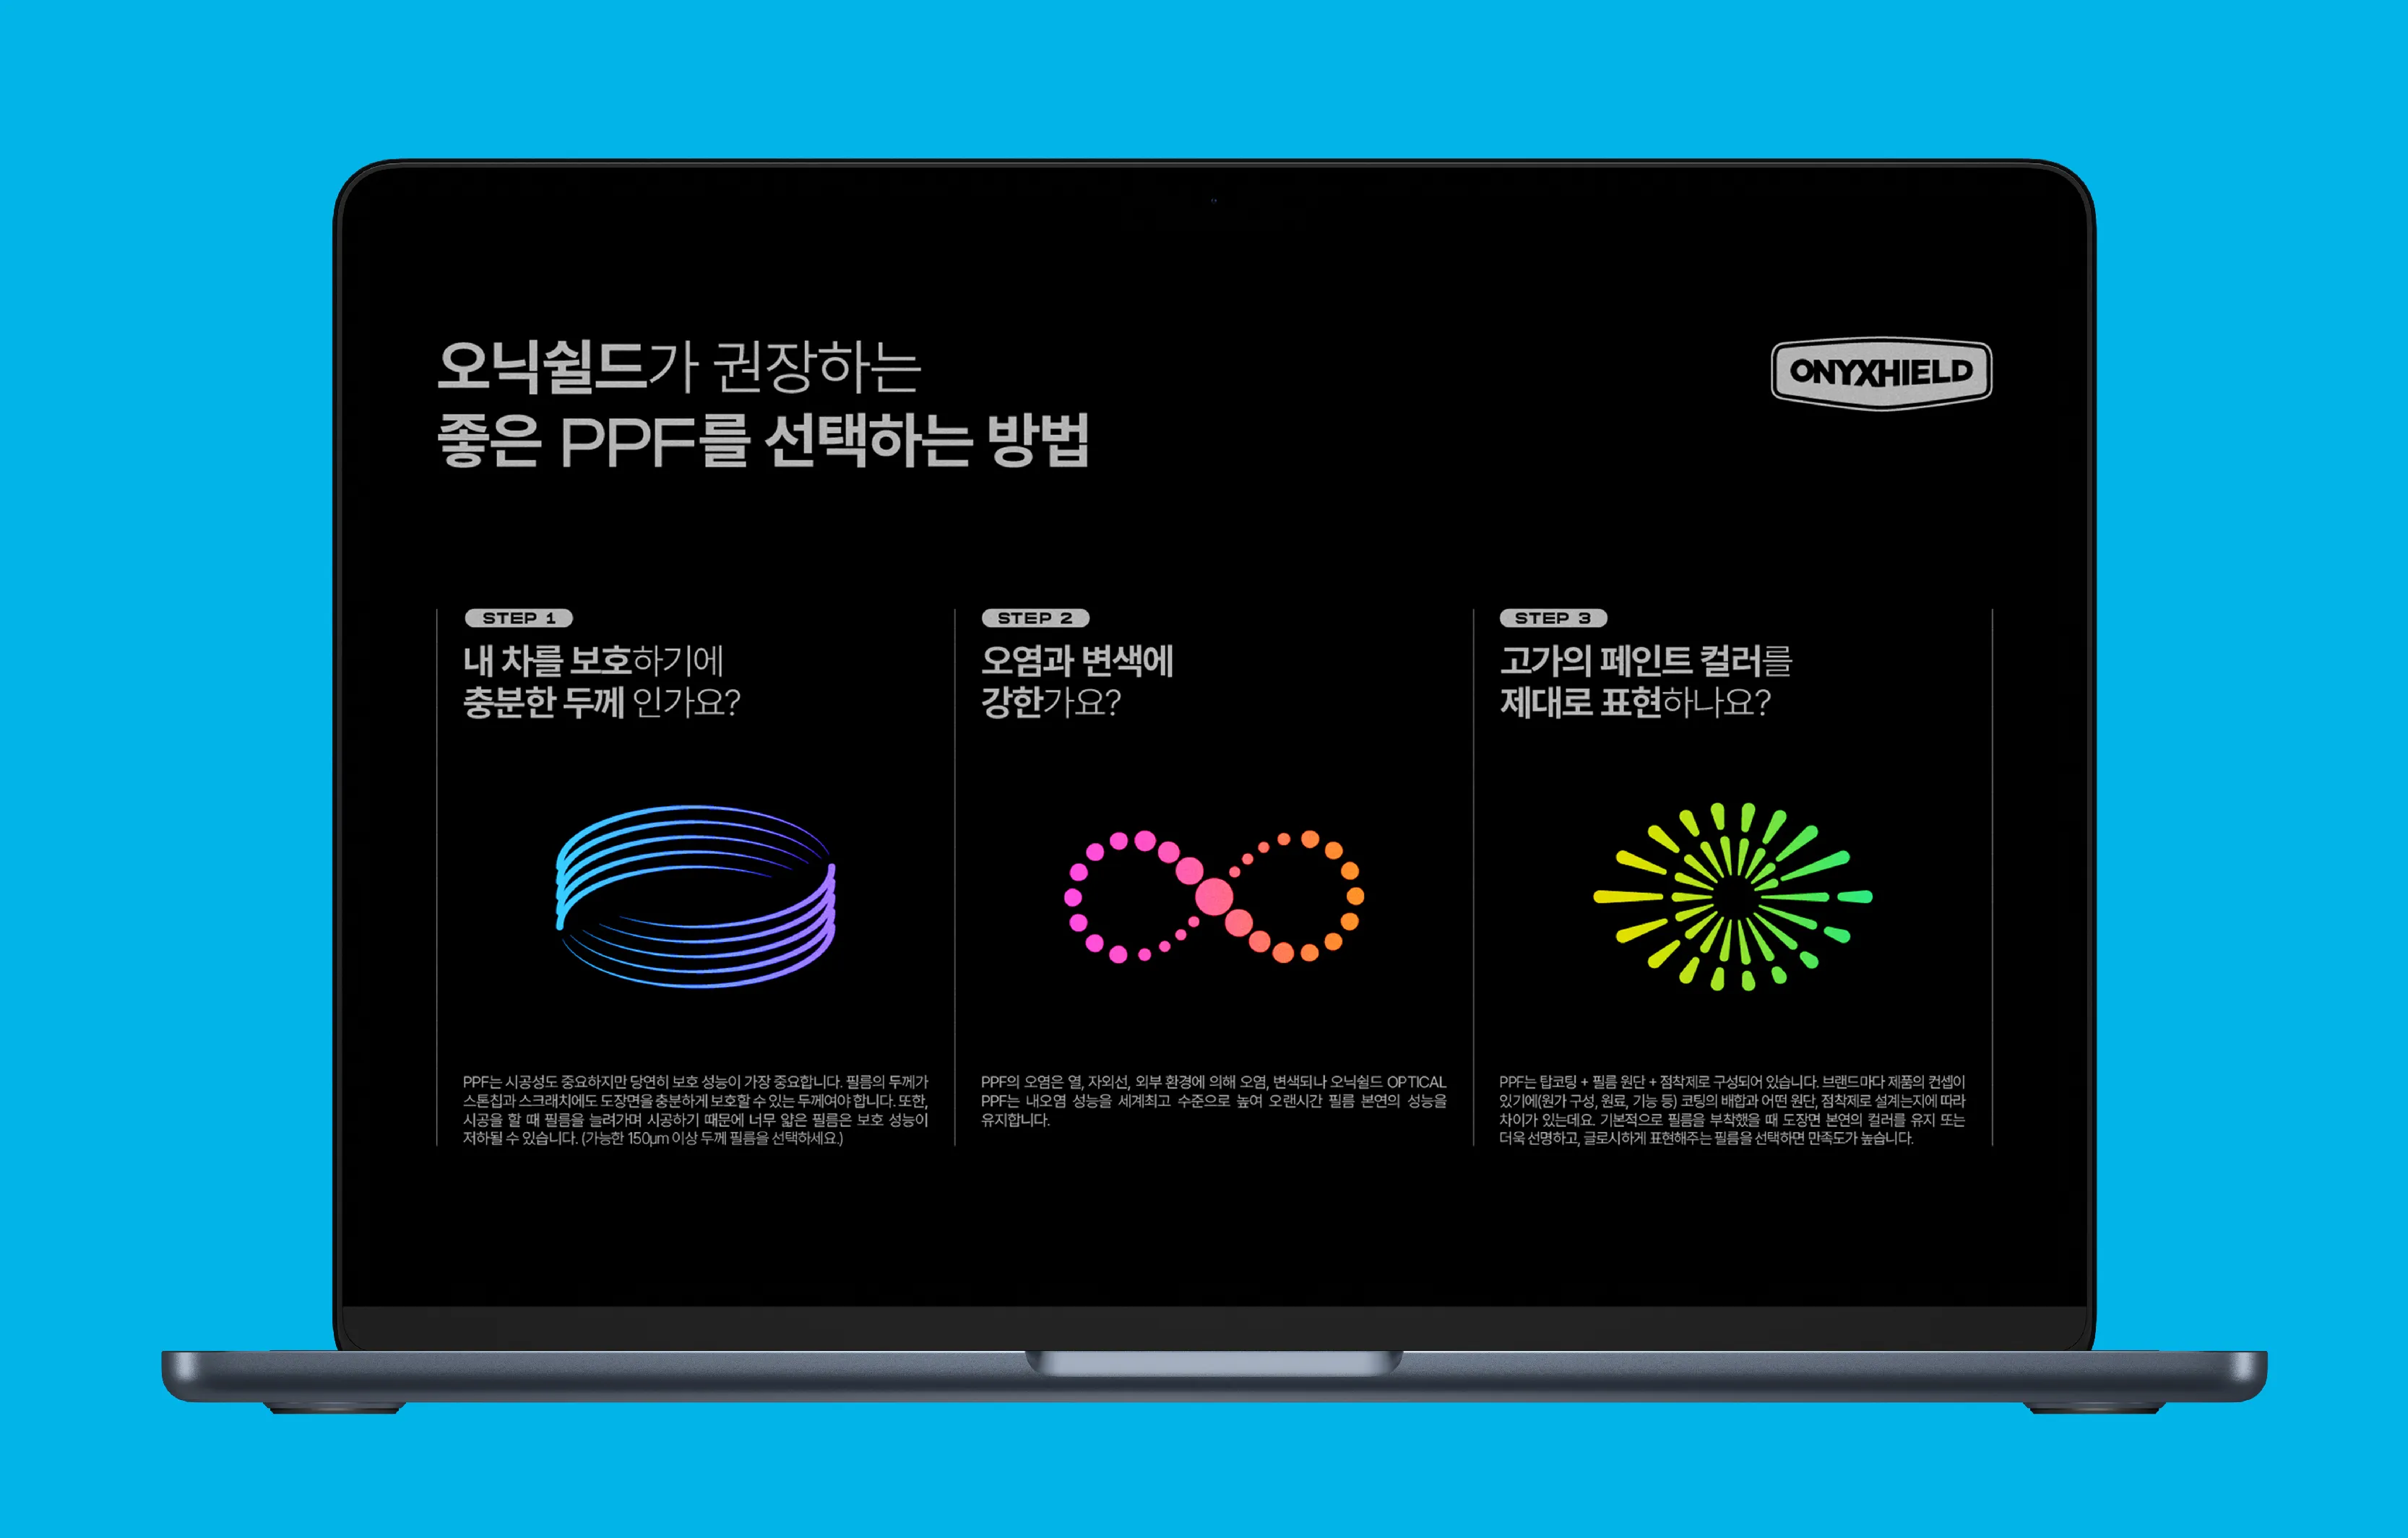 오닉쉴드가 권장하는
좋은 PPF를 선택하는 방법
ONYXHIELD
STEP 1
내 차를 보호하기에
충분한 두께 인가요?
PPF는 시공성도 중요하지만 당연히 보호 성능이 가장 중요합니다. 필름의 두께가
스톤칩과 스크래치에도 도장면을 충분하게 보호할 수 있는 두께여야 합니다. 또한,
시공을 할 때 필름을 늘려가며 시공하기 때문에 너무 얇은 필름은 보호 성능이
저하될 수 있습니다. (가능한 150μm 이상 두께 필름을 선택하세요.)
STEP 2
오염과 변색에
강한가요?
PPF의 오염은 열, 자외선, 외부 환경에 의해 오염, 변색되나 오닉쉴드 OPTICAL
PPF는 내오염 성능을 세계최고 수준으로 높여 오랜시간 필름 본연의 성능을
유지합니다.
STEP 3
고가의 페인트 컬러를
제대로 표현하나요?
PPF는 탑코팅 + 필름 원단 + 점착제로 구성되어 있습니다. 브랜드마다 제품의 컨셉이
있기에(원가 구성, 원료, 기능 등) 코팅의 배합과 어떤 원단, 점착제로 설계는지에 따라
차이가 있는데요. 기본적으로 필름을 부착했을 때 도장면 본연의 컬러를 유지 또는
더욱 선명하고, 글로시하게 표현해주는 필름을 선택하면 만족도가 높습니다.